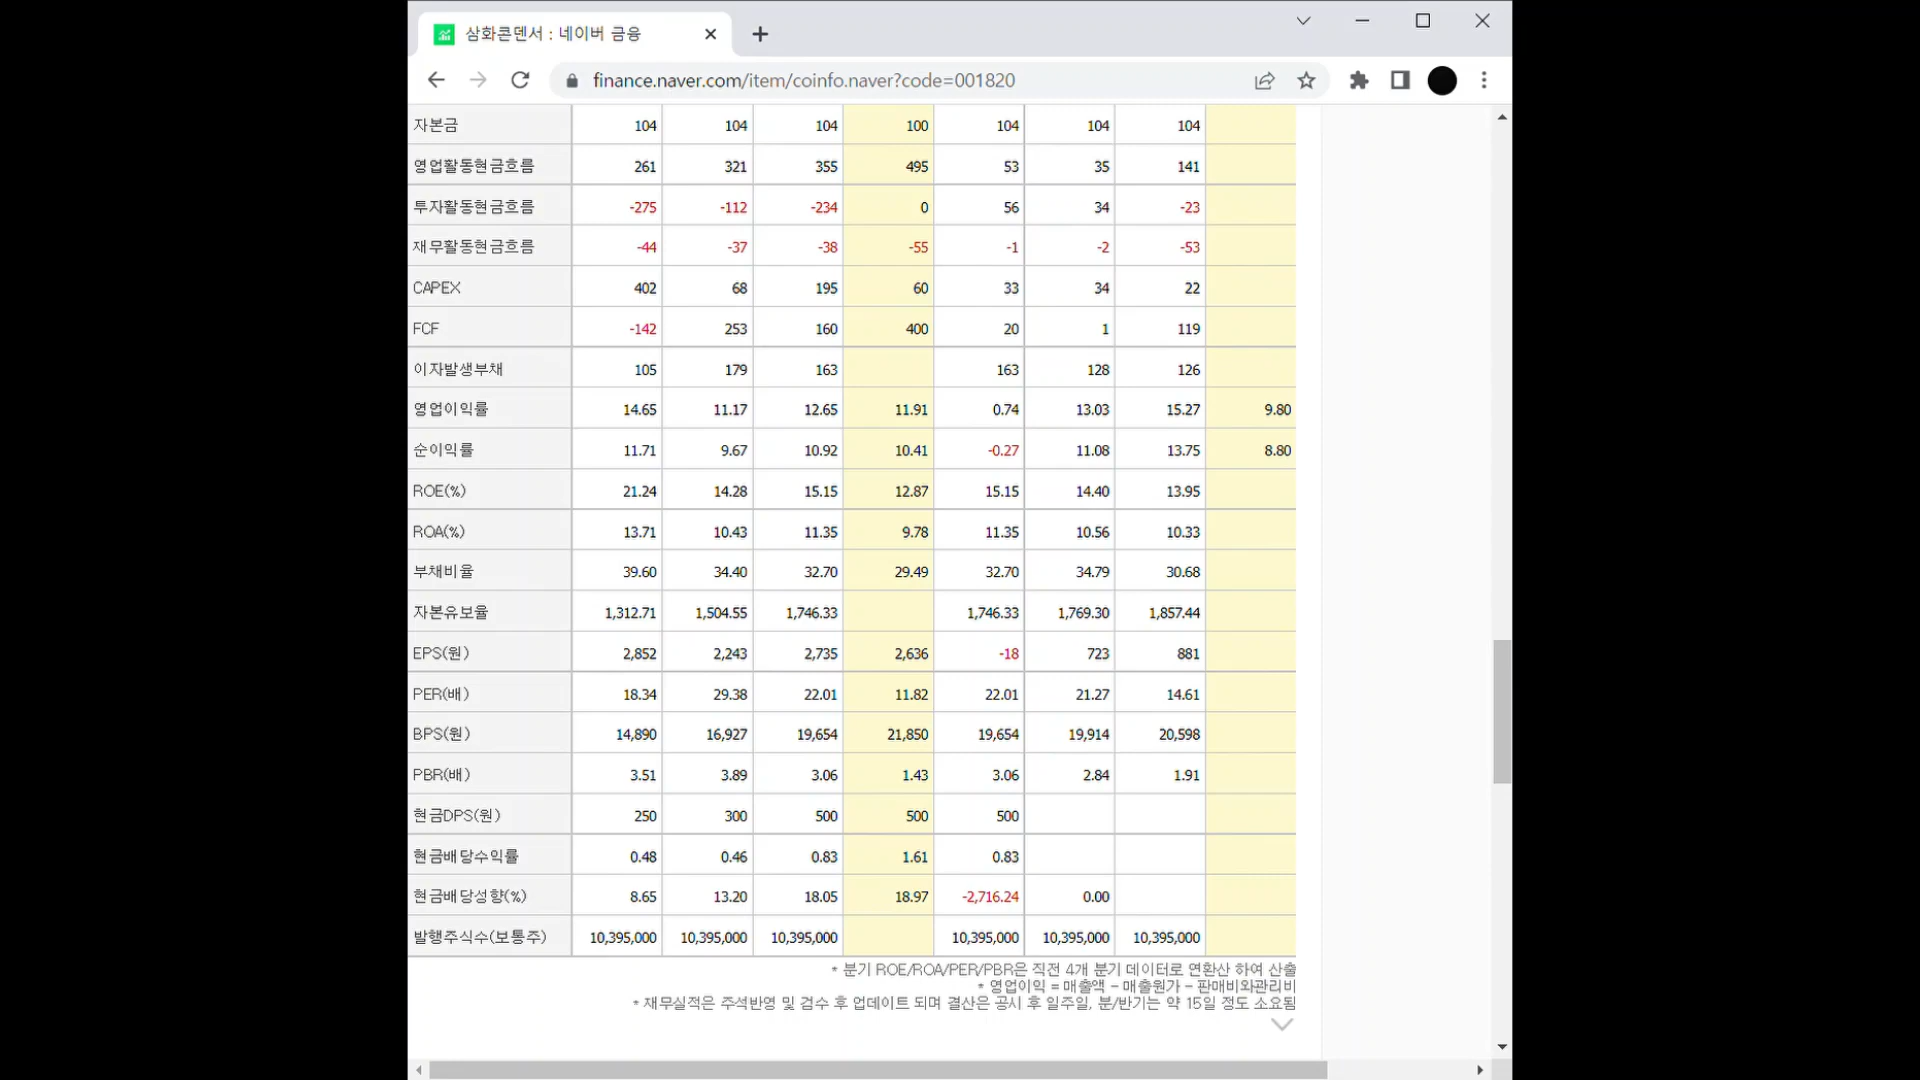 삼화콘덴서 : 네이버 금융
finance.naver.com/item/coinfo.naver?code=001820
자본금 104 104 104 100 104 104 104
영업활동현금흐름 261 321 355 495 53 35 141
투자활동현금흐름 -275 -112 -234 0 56 34 -23
재무활동현금흐름 -44 -37 -38 -55 -1 -2 -53
CAPEX 402 68 195 60 33 34 22
FCF -142 253 160 400 20 1 119
이자발생부채 105 179 163 163 128 126
영업이익률 14.65 11.17 12.65 11.91 0.74 13.03 15.27 9.80
순이익률 11.71 9.67 10.92 10.41 -0.27 11.08 13.75 8.80
ROE(%) 21.24 14.28 15.15 12.87 15.15 14.40 13.95
ROA(%) 13.71 10.43 11.35 9.78 11.35 10.56 10.33
부채비율 39.60 34.40 32.70 29.49 32.70 34.79 30.68
자본유보율 1,312.71 1,504.55 1,746.33 1,746.33 1,769.30 1,857.44
EPS(원) 2,852 2,243 2,735 2,636 -18 723 881
PER(배) 18.34 29.38 22.01 11.82 22.01 21.27 14.61
BPS(원) 14,890 16,927 19,654 21,850 19,654 19,914 20,598
PBR(배) 3.51 3.89 3.06 1.43 3.06 2.84 1.91
현금DPS(원) 250 300 500 500 500
현금배당수익률 0.48 0.46 0.83 1.61 0.83
현금배당성향(%) 8.65 13.20 18.05 18.97 -2,716.24 0.00
발행주식수(보통주) 10,395,000 10,395,000 10,395,000 10,395,000 10,395,000 10,395,000
* 분기 ROE/ROA/PER/PBR은 직전 4개 분기 데이터로 연환산 하여 산출
* 영업이익 = 매출액 - 매출원가 - 판매비와관리비
* 재무실적은 주석반영 및 검수 후 업데이트 되며 결산은 공시 후 일주일, 분/반기는 약 15일 정도 소요됨